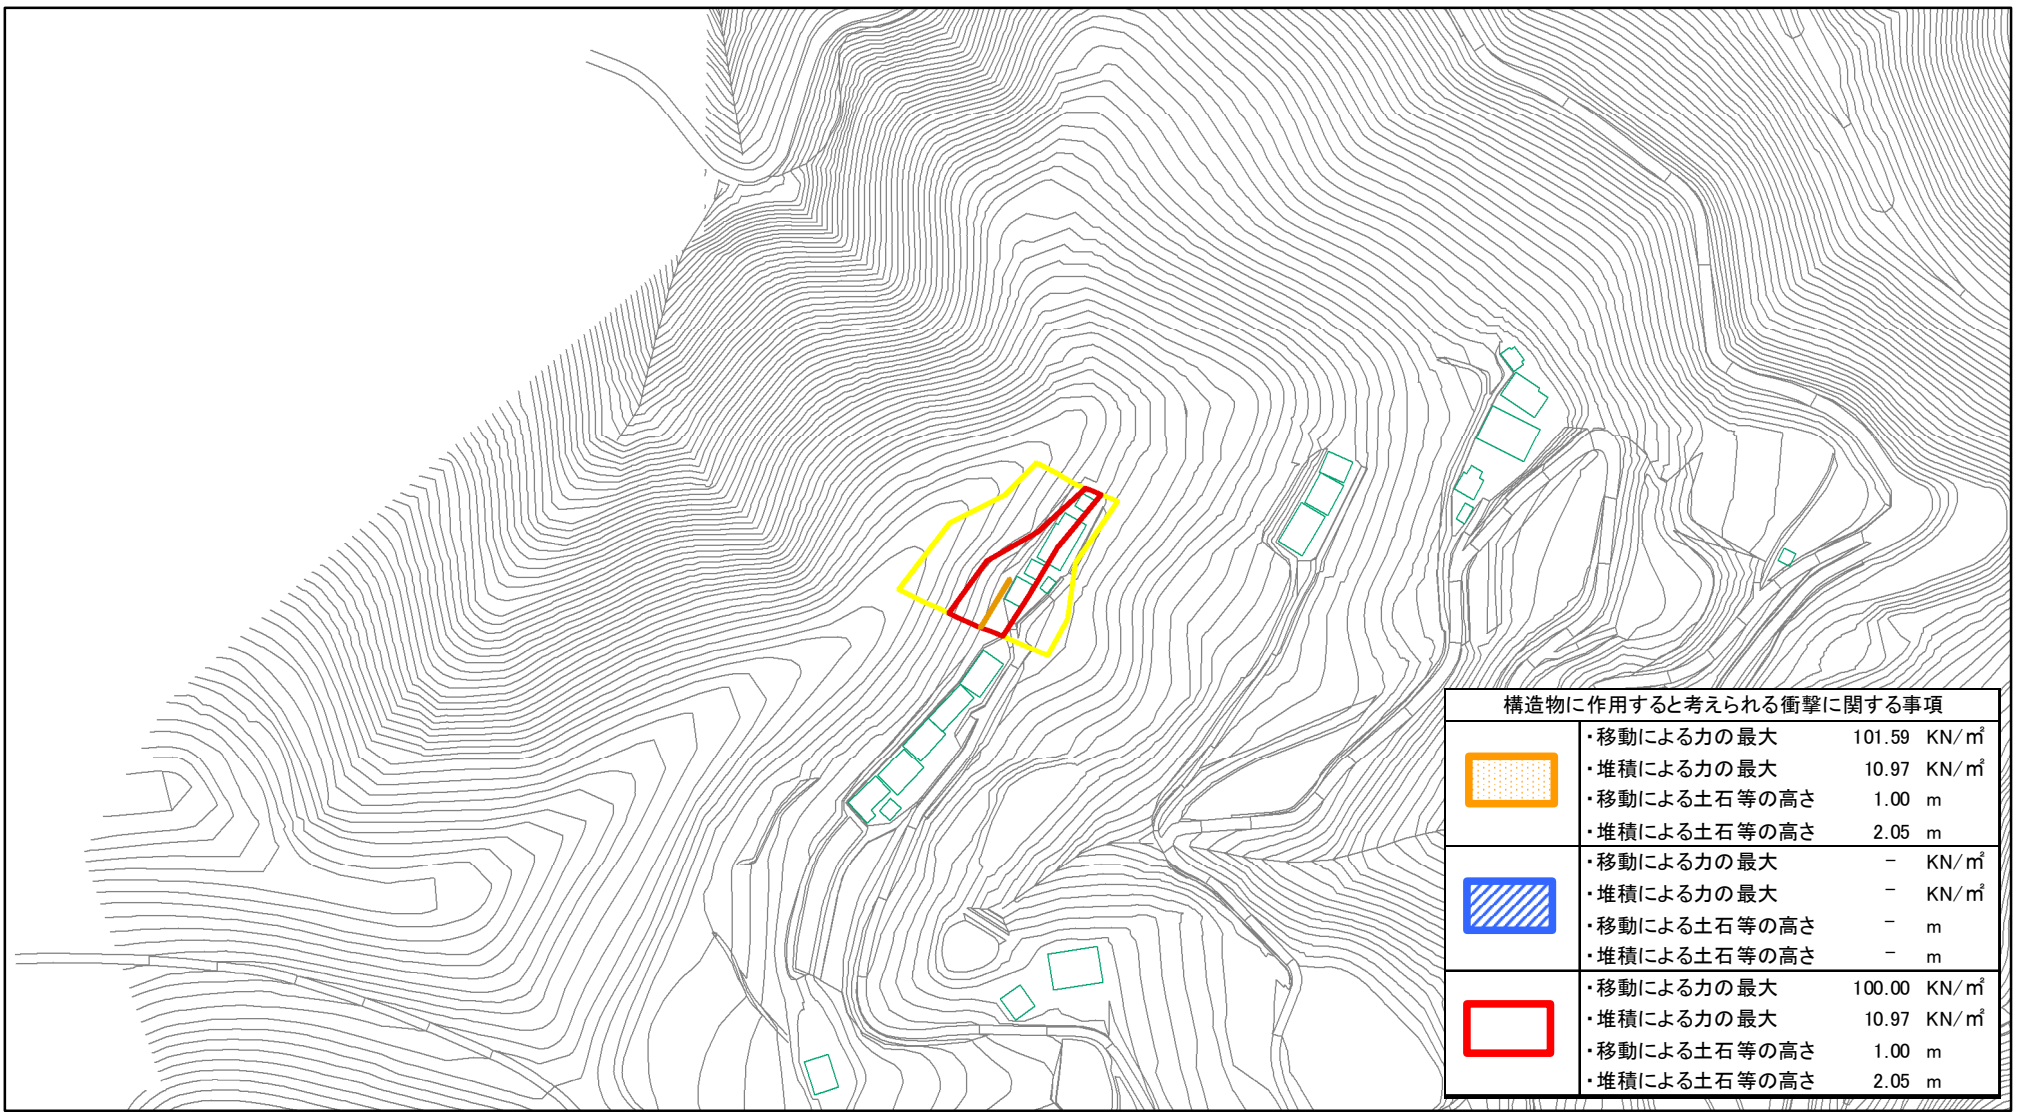 構造物に作用すると考えられる衝撃に関する事項
・移動による力の最大 101.59 KN/㎡
・堆積による力の最大 10.97 KN/㎡
・移動による土石等の高さ 1.00 m
・堆積による土石等の高さ 2.05 m
・移動による力の最大 － KN/㎡
・堆積による力の最大 － KN/㎡
・移動による土石等の高さ － m
・堆積による土石等の高さ － m
・移動による力の最大 100.00 KN/㎡
・堆積による力の最大 10.97 KN/㎡
・移動による土石等の高さ 1.00 m
・堆積による土石等の高さ 2.05 m